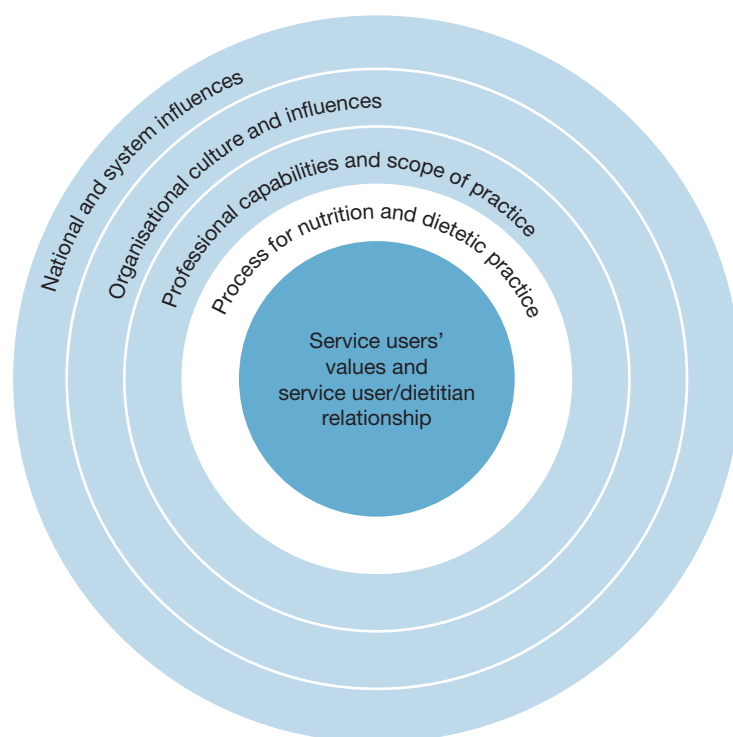 National and system influences
Organisational culture and influences
Professional capabilities and scope of practice
Process for nutrition and dietetic practice
Service users’
values and
service user/dietitian
relationship